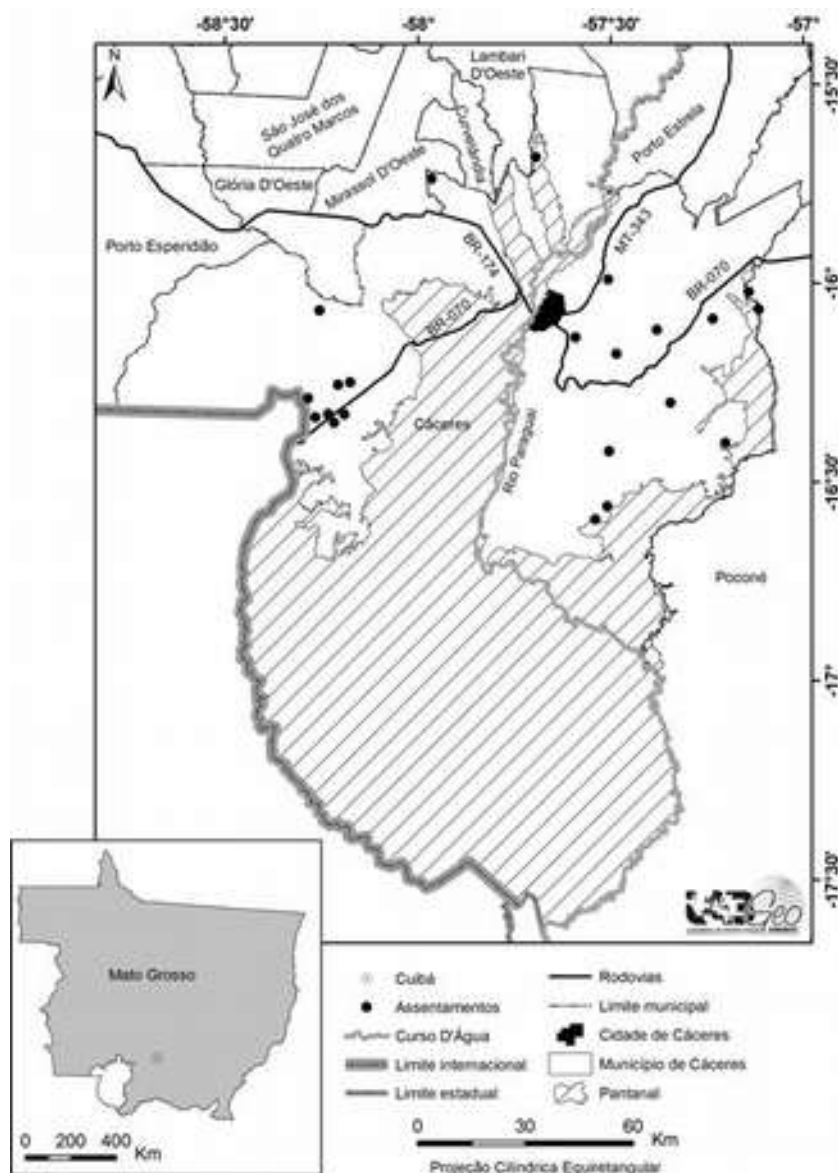 -58°30'
-58°
-57°30'
-57°
N
-15°30'
Lambari
D'Oeste
São José dos
Quatro Marcos
Curvelândia
Porto Estrela
Mirassol D'Oeste
Glória D'Oeste
MT-343
Porto Esperidião
BR-174
BR-070
-16°
BR-070
Cáceres
Rio Paraguai
-16°30'
Poconé
-17°
-17°30'
Geo
Mato Grosso
0 200 400 Km
Cuibá
Assentamentos
Curso D'Água
Limite internacional
Limite estadual
Rodovias
Limite municipal
Cidade de Cáceres
Município de Cáceres
Pantanal
0 30 60
Km
Projeção Cilíndrica Equiretangular